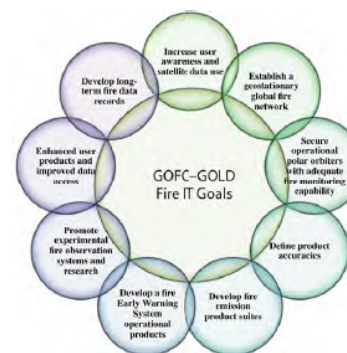 GOFC–GOLD
Fire IT Goals
Increase user
awareness and
satellite data use
Establish a
geostationary
global fire
network
Secure
operational
polar orbiters
with adequate
fire monitoring
capability
Define product
accuracies
Develop fire
emission
product suites
Develop a fire
Early Warning
System
operational
products
Promote
experimental
fire observation
systems and
research
Enhanced user
products and
improved data
access
Develop long-
term fire data
records